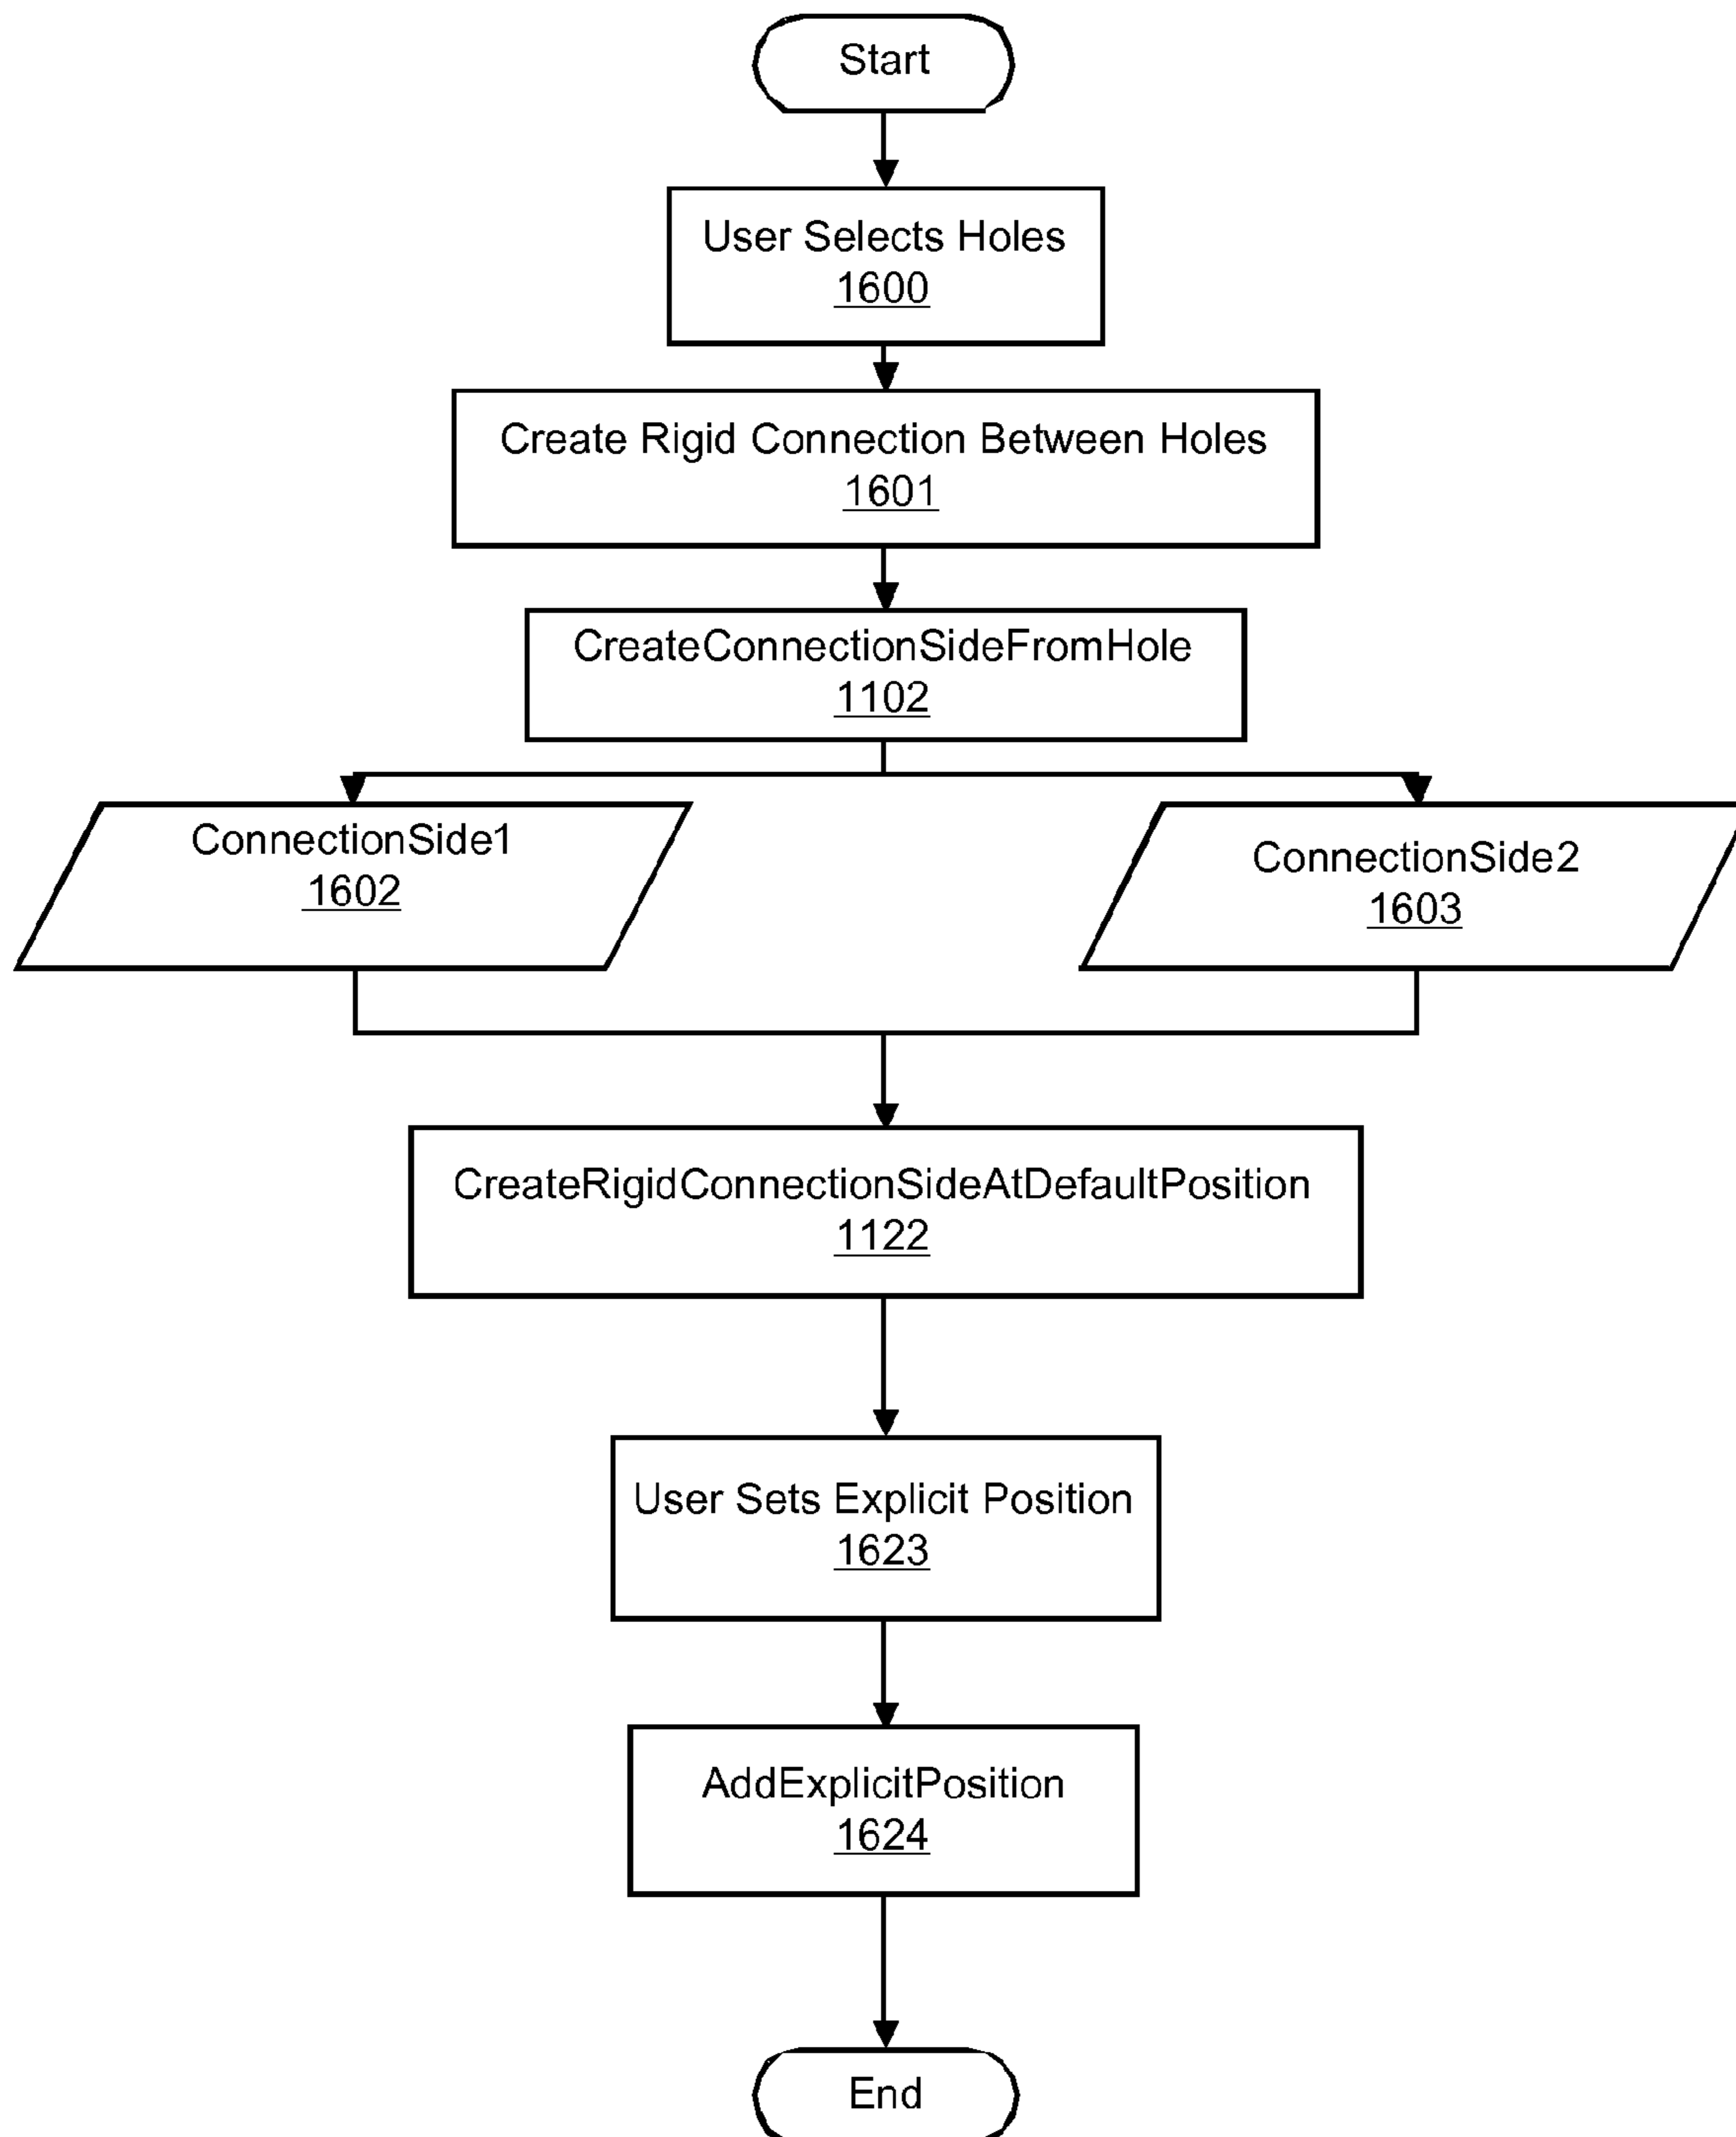 Start
User Selects Holes
1600
Create Rigid Connection Between Holes
1601
CreateConnectionSideFromHole
1102
ConnectionSide1
1602
ConnectionSide2
1603
CreateRigidConnectionSideAtDefaultPosition
1122
User Sets Explicit Position
1623
AddExplicitPosition
1624
End